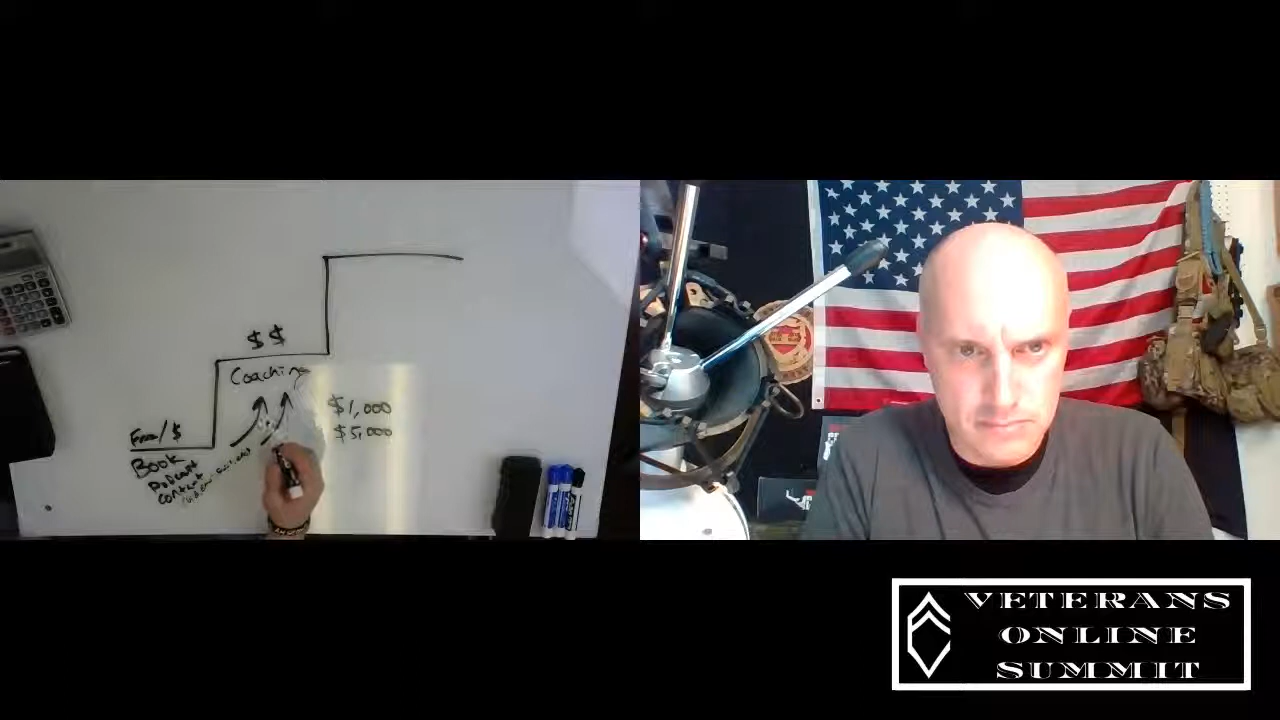 $ $
Coaching
$1,000
$5,000
Free/$
Book
Podcast
content
VETERANS
ONLINE
SUMMIT